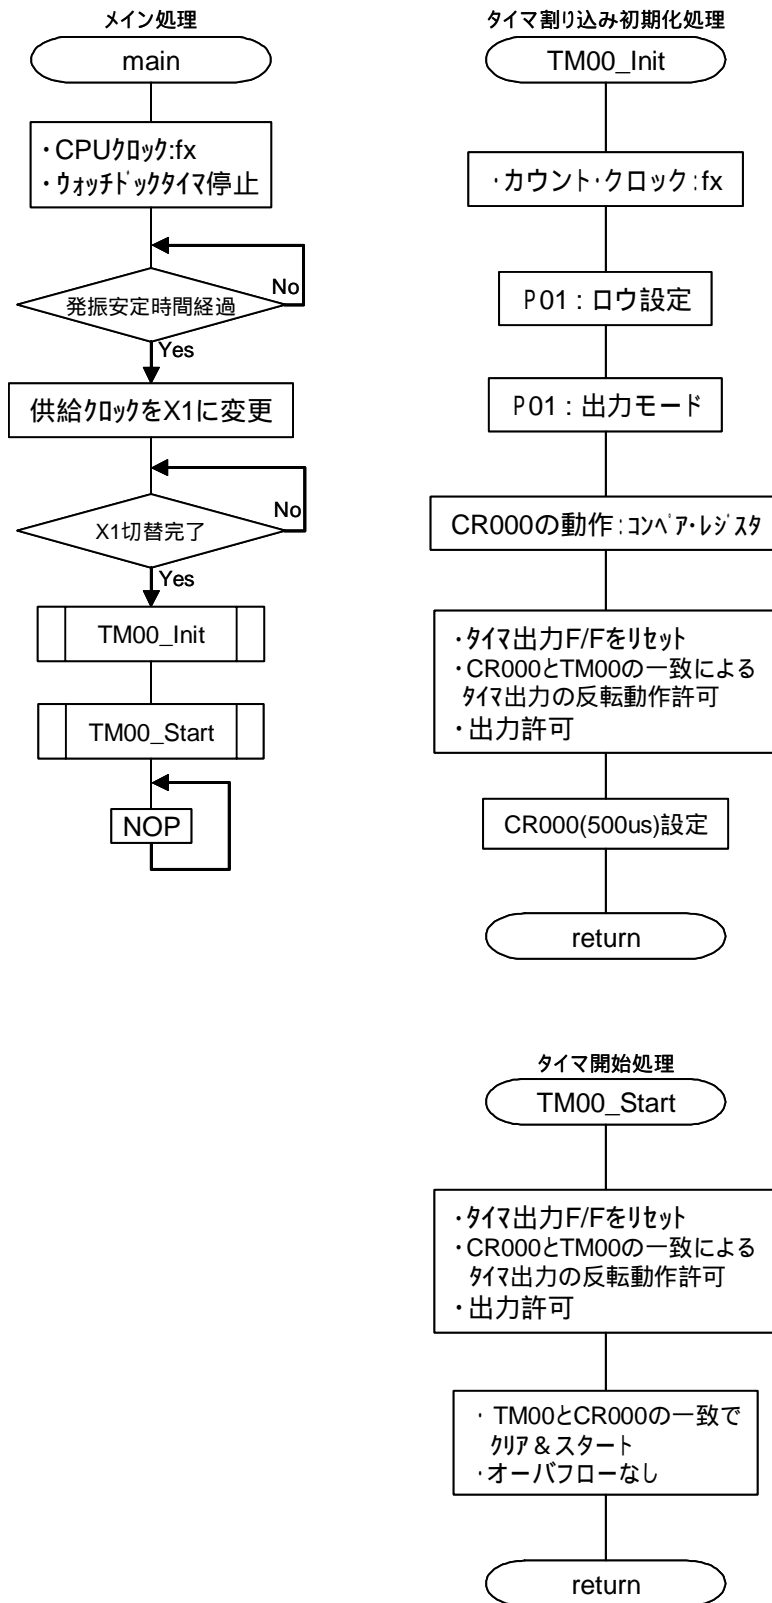 メイン処理
main
・CPUｸﾛｯｸ:fx
・ｳｫｯﾁﾄﾞｯｸﾀｲﾏ停止
発振安定時間経過
No
Yes
供給ｸﾛｯｸをX1に変更
X1切替完了
No
Yes
TM00_Init
TM00_Start
NOP
タイマ割り込み初期化処理
TM00_Init
・カウント・クロック:fx
P01:ロウ設定
P01:出力モード
CR000の動作:ｺﾝﾍﾟｱ・ﾚｼﾞｽﾀ
・ﾀｲﾏ出力F/Fをﾘｾｯﾄ
・CR000とTM00の一致による
ﾀｲﾏ出力の反転動作許可
・出力許可
CR000(500us)設定
return
タイマ開始処理
TM00_Start
・ﾀｲﾏ出力F/Fをﾘｾｯﾄ
・CR000とTM00の一致による
ﾀｲﾏ出力の反転動作許可
・出力許可
・TM00とCR000の一致で
ｸﾘｱ&スタート
・オーバフローなし
return